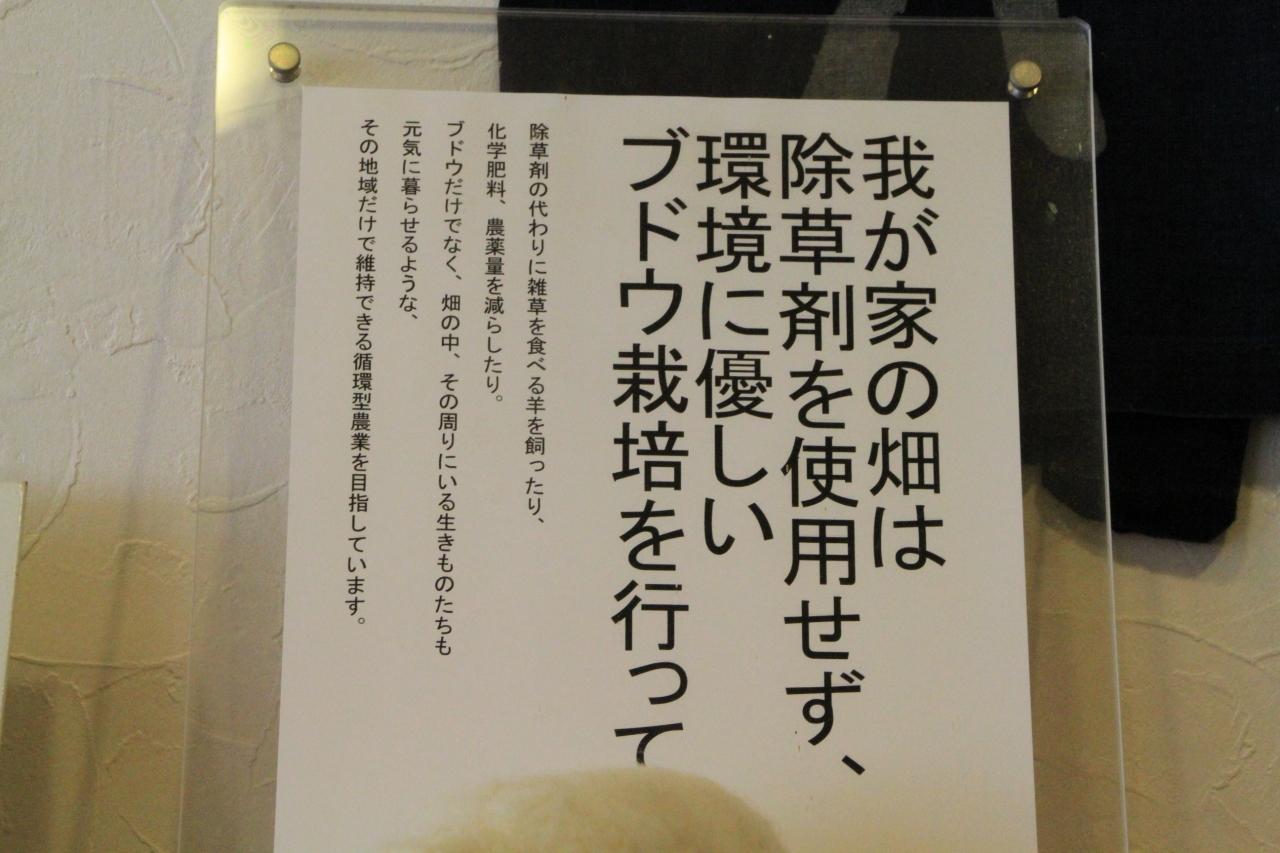 我が家の畑は
除草剤を使用せず、
環境に優しい
ブドウ栽培を行って
除草剤の代わりに雑草を食べる羊を飼ったり、
化学肥料、農薬量を減らしたり。
ブドウだけでなく、畑の中、その周りにいる生きものたちも
元気に暮らせるような、
その地域だけで維持できる循環型農業を目指しています。